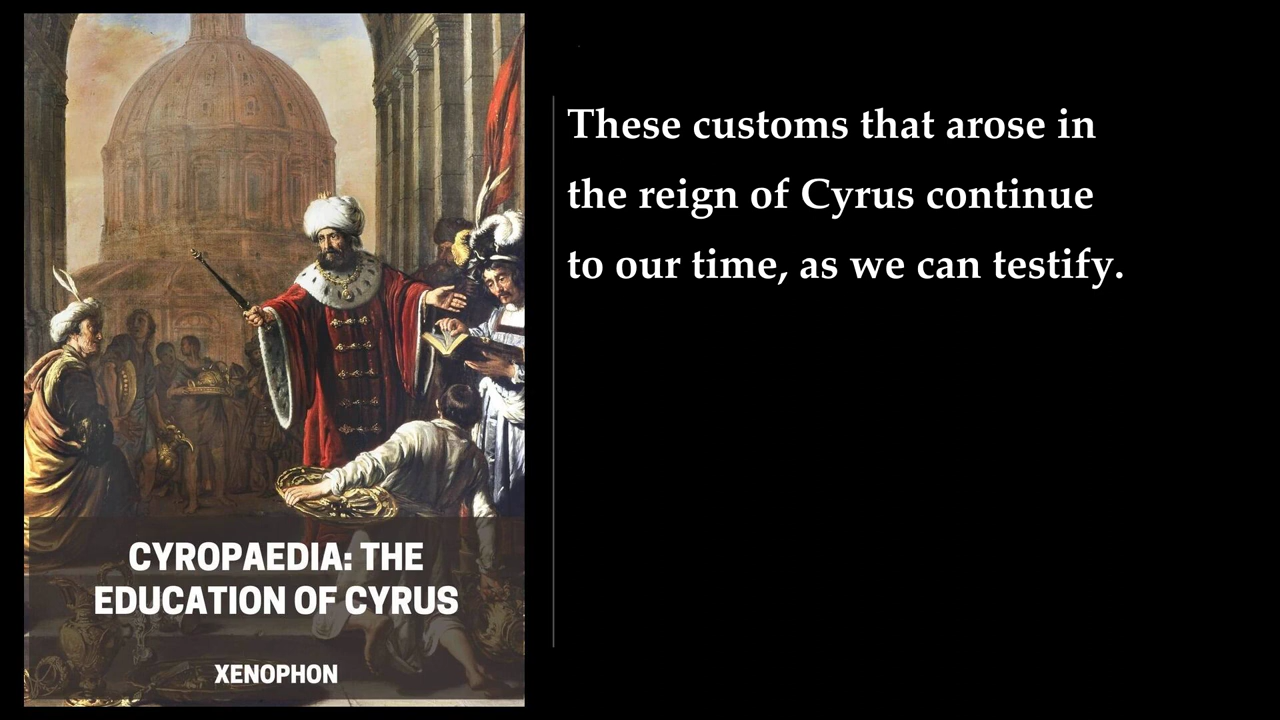 CYROPAEDIA: THE
EDUCATION OF CYRUS
XENOPHON
These customs that arose in
the reign of Cyrus continue
to our time, as we can testify.